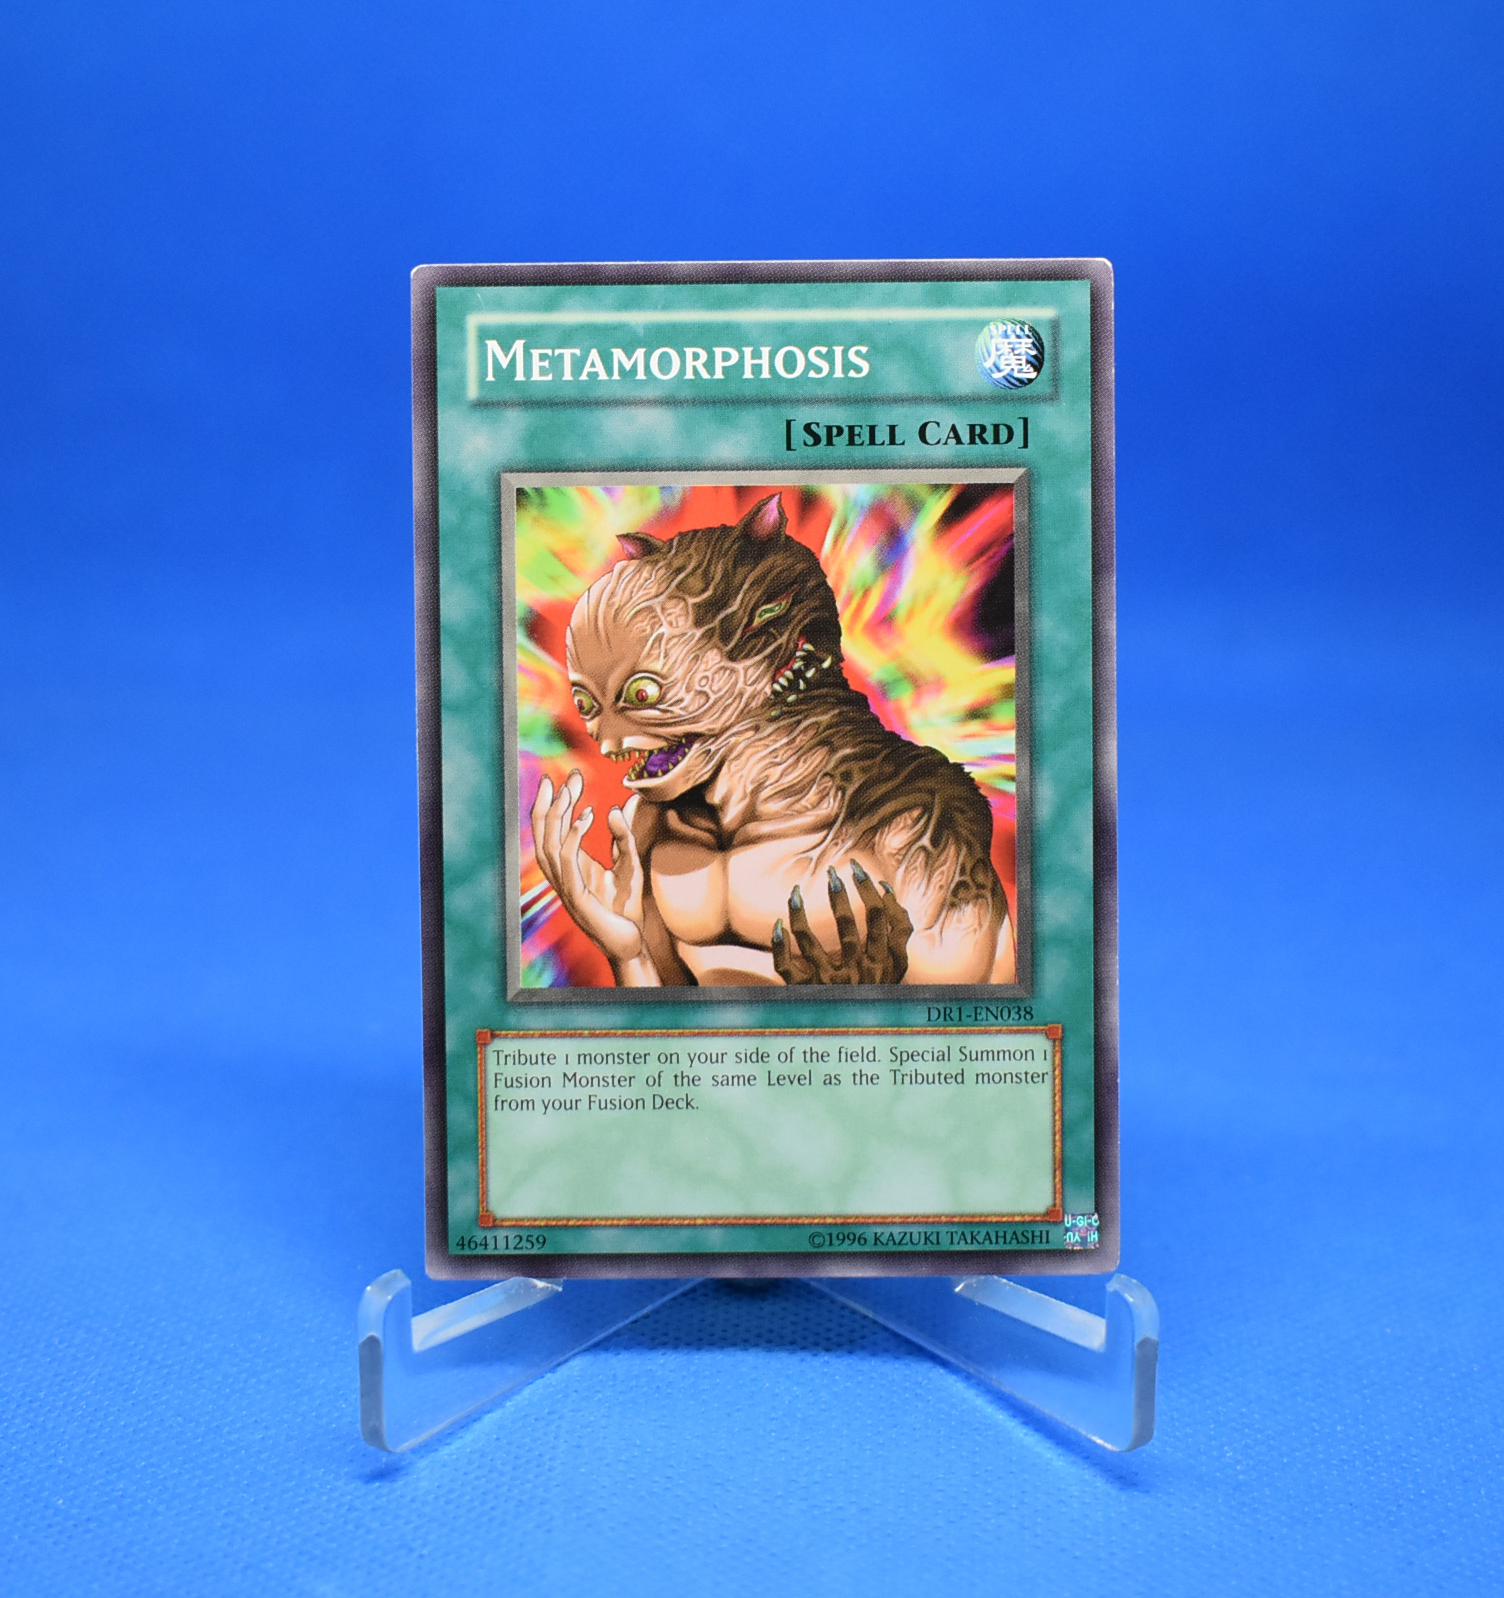 METAMORPHOSIS
SPELL
魔
[SPELL CARD]
DR1-EN038
Tribute 1 monster on your side of the field. Special Summon 1
Fusion Monster of the same Level as the Tributed monster
from your Fusion Deck.
46411259
©1996 KAZUKI TAKAHASHI